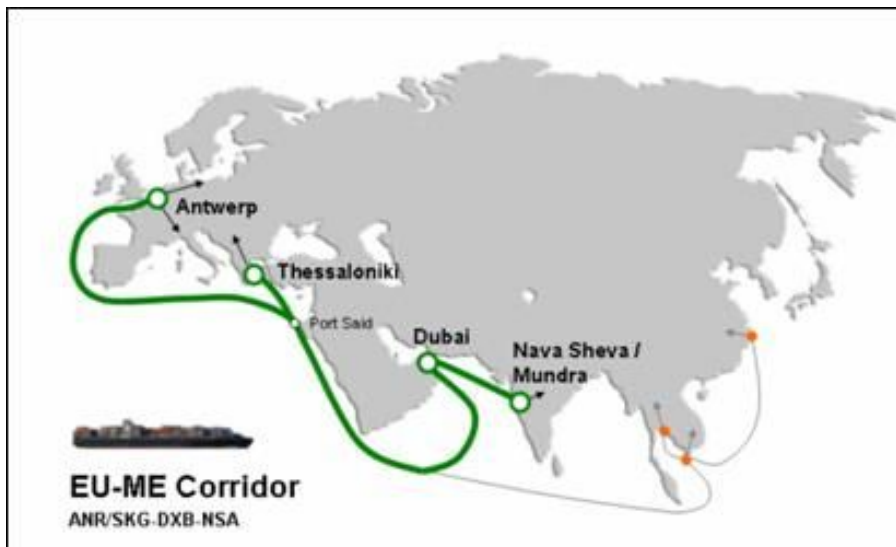 Antwerp
Thessaloniki
Port Said
Dubai
Nava Sheva /
Mundra
EU-ME Corridor
ANR/SKG-DXB-NSA